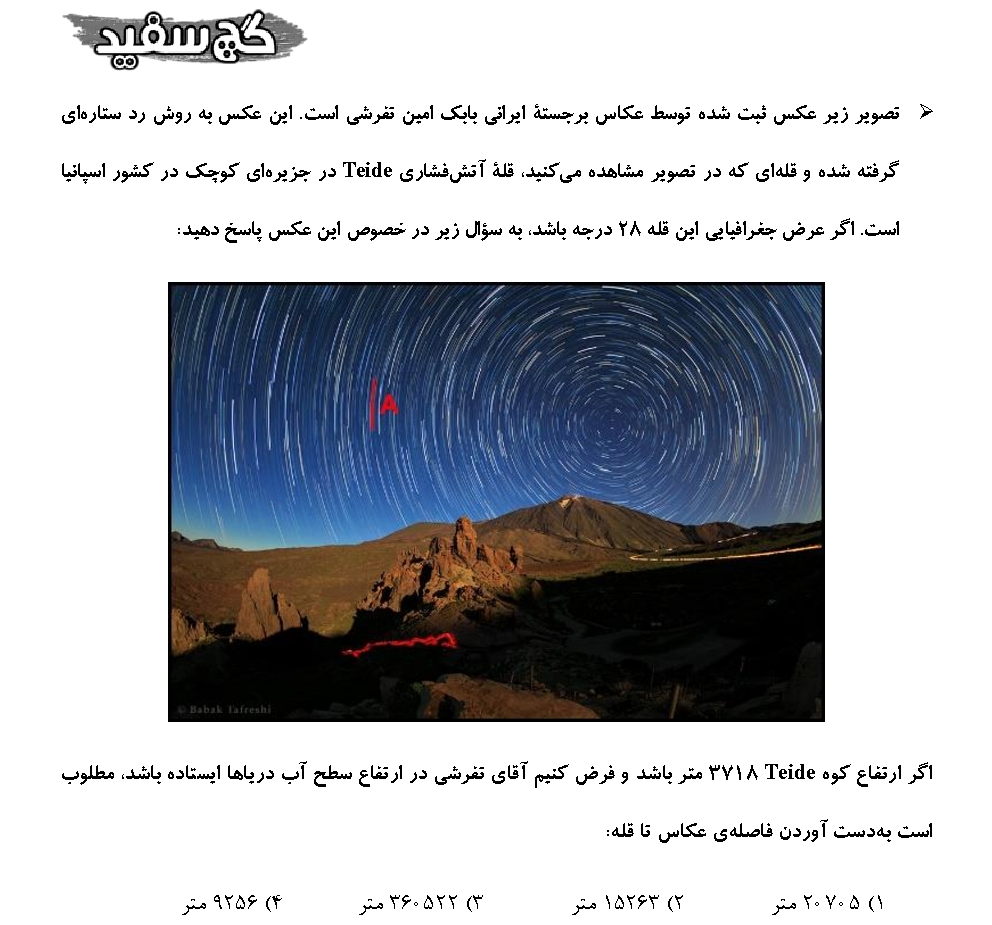 گچ سفید
تصویر زیر عکس ثبت شده توسط عکاس برجستهٔ ایرانی بابک امین تفرشی است. این عکس به روش رد ستاره‌ای
گرفته شده و قله‌ای که در تصویر مشاهده می‌کنید، قلهٔ آتش‌فشاری Teide در جزیره‌ای کوچک در کشور اسپانیا
است. اگر عرض جغرافیایی این قله ۲۸ درجه باشد، به سؤال زیر در خصوص این عکس پاسخ دهید:
A
© Babak Tafreshi
اگر ارتفاع کوه Teide ۳۷۱۸ متر باشد و فرض کنیم آقای تفرشی در ارتفاع سطح آب دریاها ایستاده باشد، مطلوب
است به‌دست آوردن فاصله‌ی عکاس تا قله:
۱) ۲۰۷۰۵ متر ۲) ۱۵۲۶۳ متر ۳) ۳۶۰۵۲۲ متر ۴) ۹۲۵۶ متر